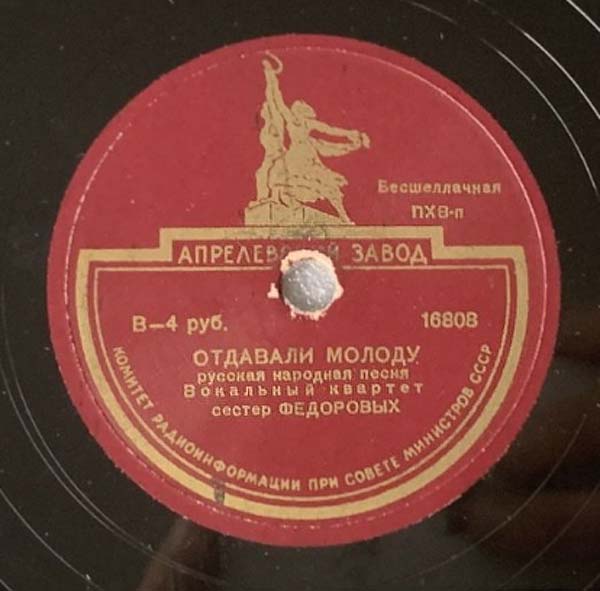 Бесшеллачная
ПХВ-п
АПРЕЛЕВСКИЙ ЗАВОД
В—4 руб.
16808
ОТДАВАЛИ МОЛОДУ
русская народная песня
Вокальный квартет
сестер ФЕДОРОВЫХ
КОМИТЕТ РАДИОИНФОРМАЦИИ ПРИ СОВЕТЕ МИНИСТРОВ СССР